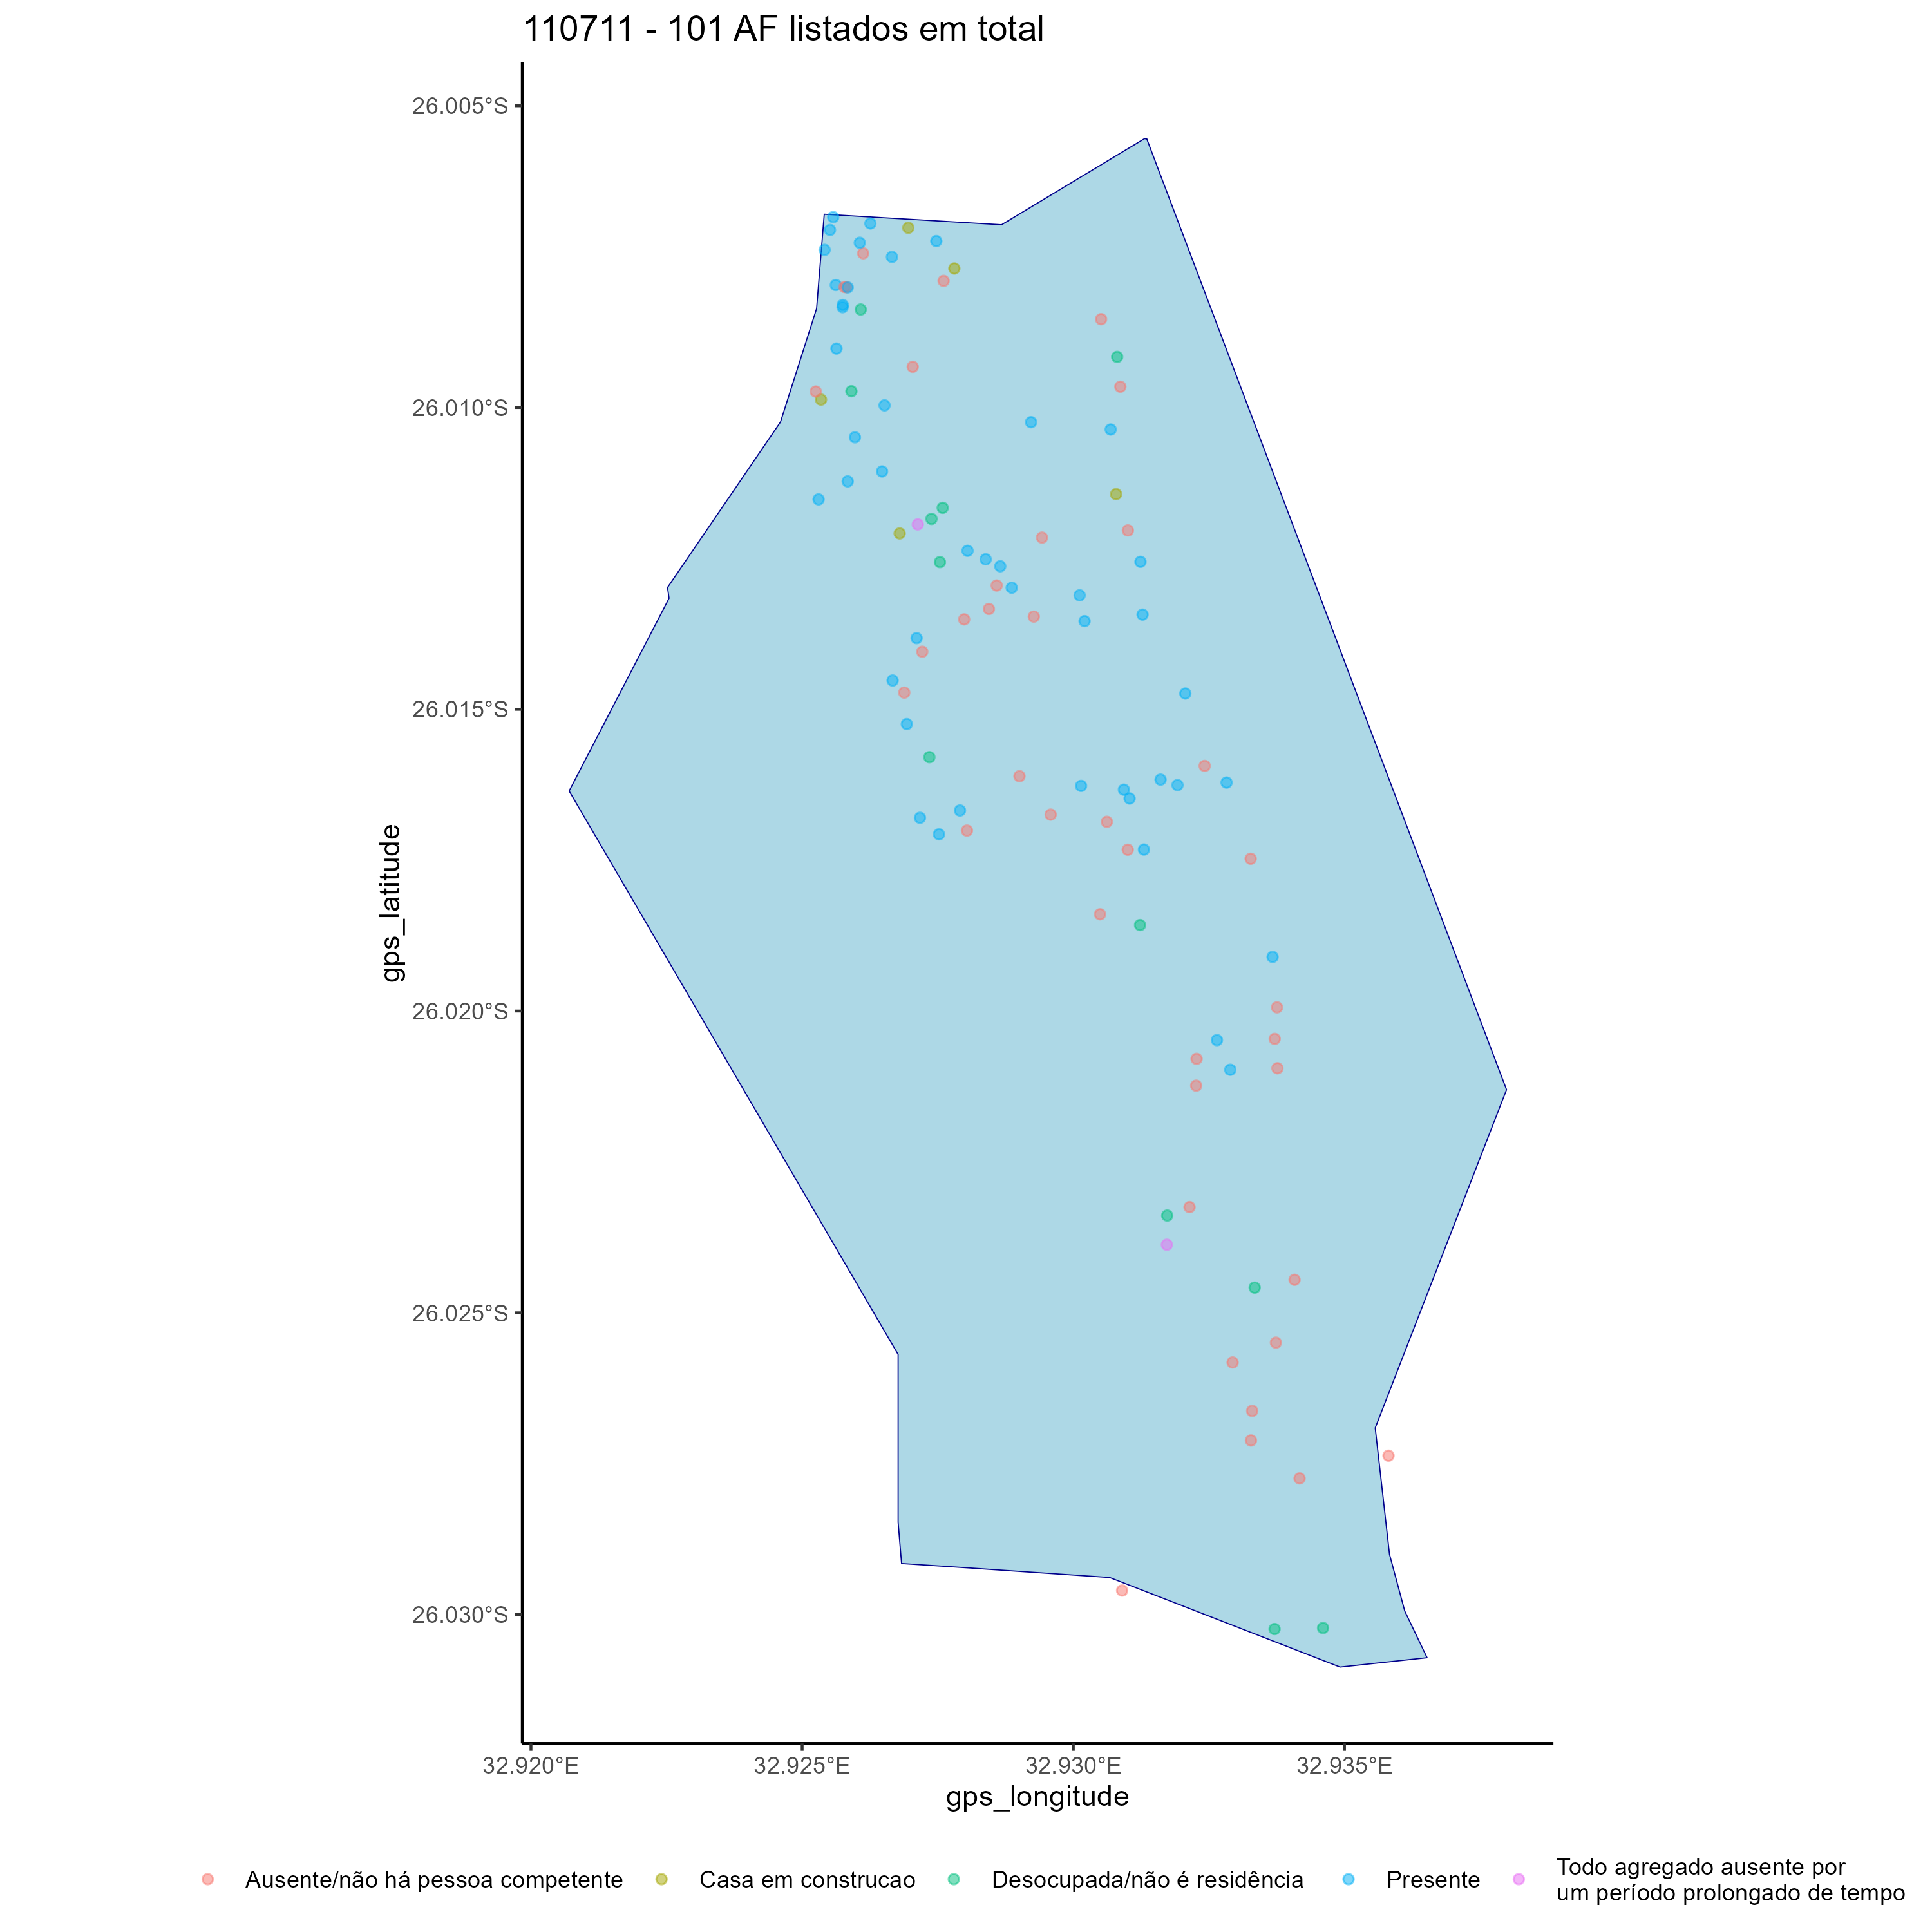 110711 - 101 AF listados em total
26.005°S
26.010°S
26.015°S
26.020°S
26.025°S
26.030°S
gps_latitude
32.920°E 32.925°E 32.930°E 32.935°E
gps_longitude
Ausente/não há pessoa competente
Casa em construcao
Desocupada/não é residência
Presente
Todo agregado ausente por
um período prolongado de tempo